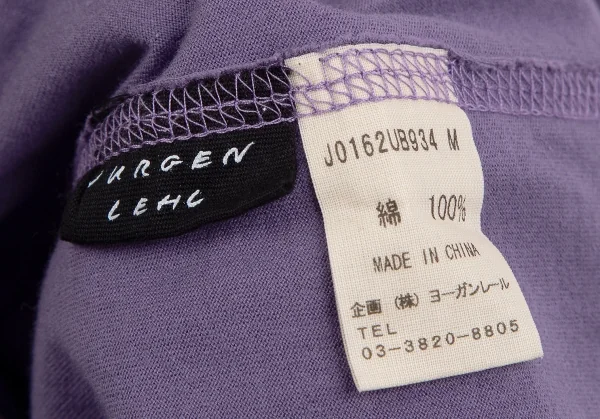 JURGEN
LEHL
J0162UB934 M
綿 100%
MADE IN CHINA
企画 (株) ヨーガンレール
TEL
03-3820-8805